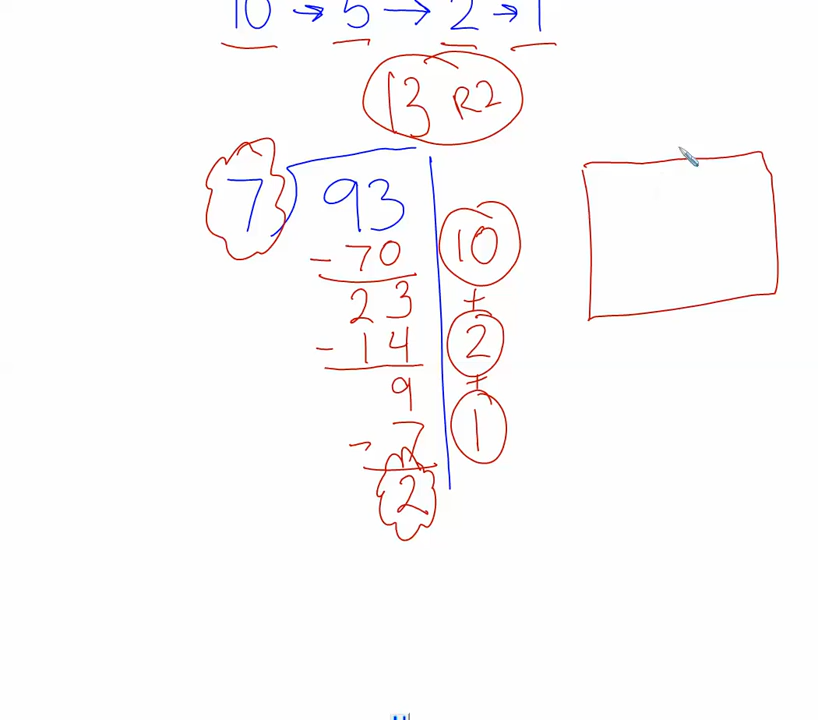 10 → 5 → 2 → 1
13 R2
7 93
- 70 10
+
23
- 14 2
+
9
- 7 1
2